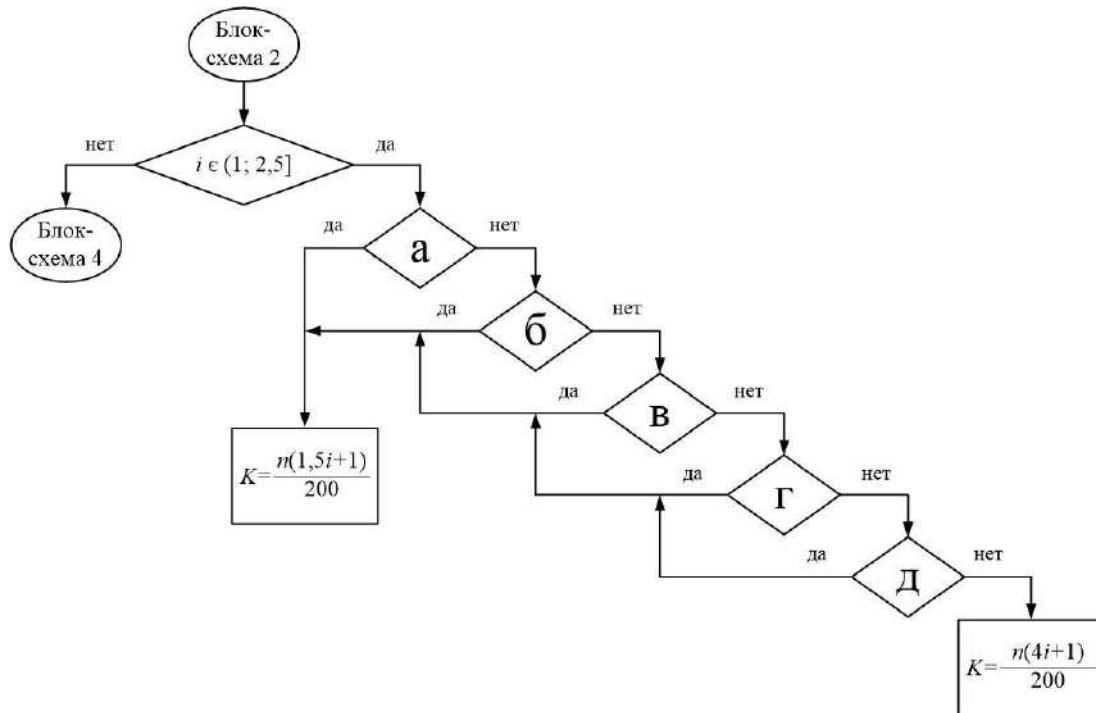 Блок-
схема 2
нет
да
i ϵ (1; 2,5]
Блок-
схема 4
да
нет
а
да
нет
б
да
нет
в
да
нет
г
да
нет
д
K= n(1,5i+1)
200
K= n(4i+1)
200